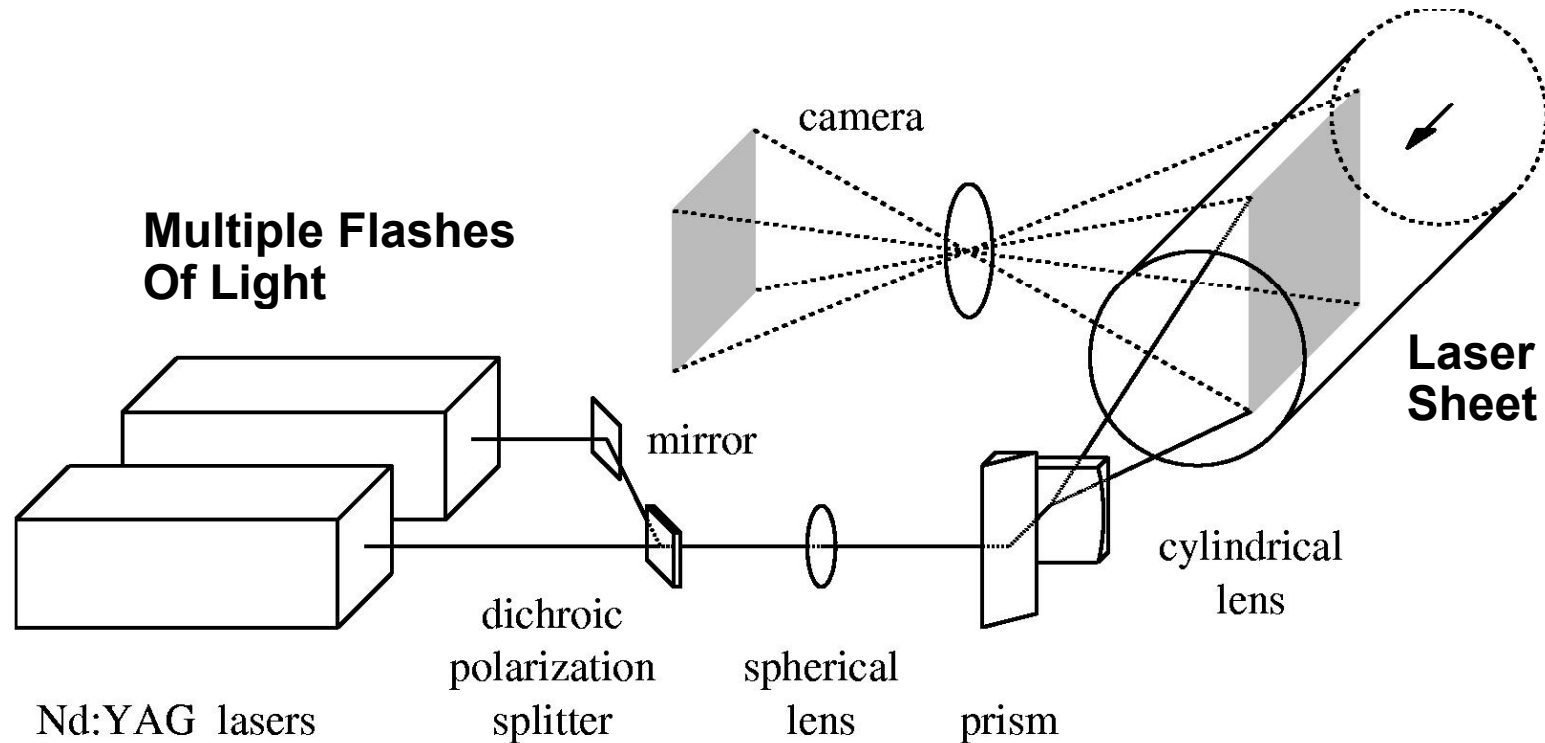 camera
Multiple Flashes
Of Light
Laser
Sheet
mirror
cylindrical
lens
dichroic
polarization
splitter
spherical
lens
prism
Nd:YAG lasers